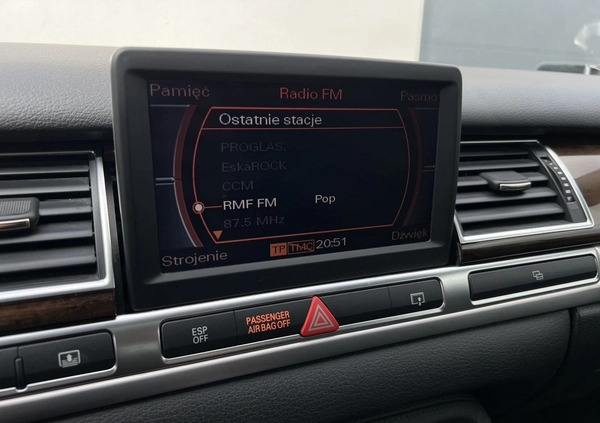 Pamięć
Radio FM
Pasmo
Ostatnie stacje
PROGLAS.
EskaROCK
CCM
RMF FM Pop
87.5 MHz
Strojenie
TP TMC 20:51
Dźwięk
ESP
OFF
PASSENGER
AIR BAG OFF